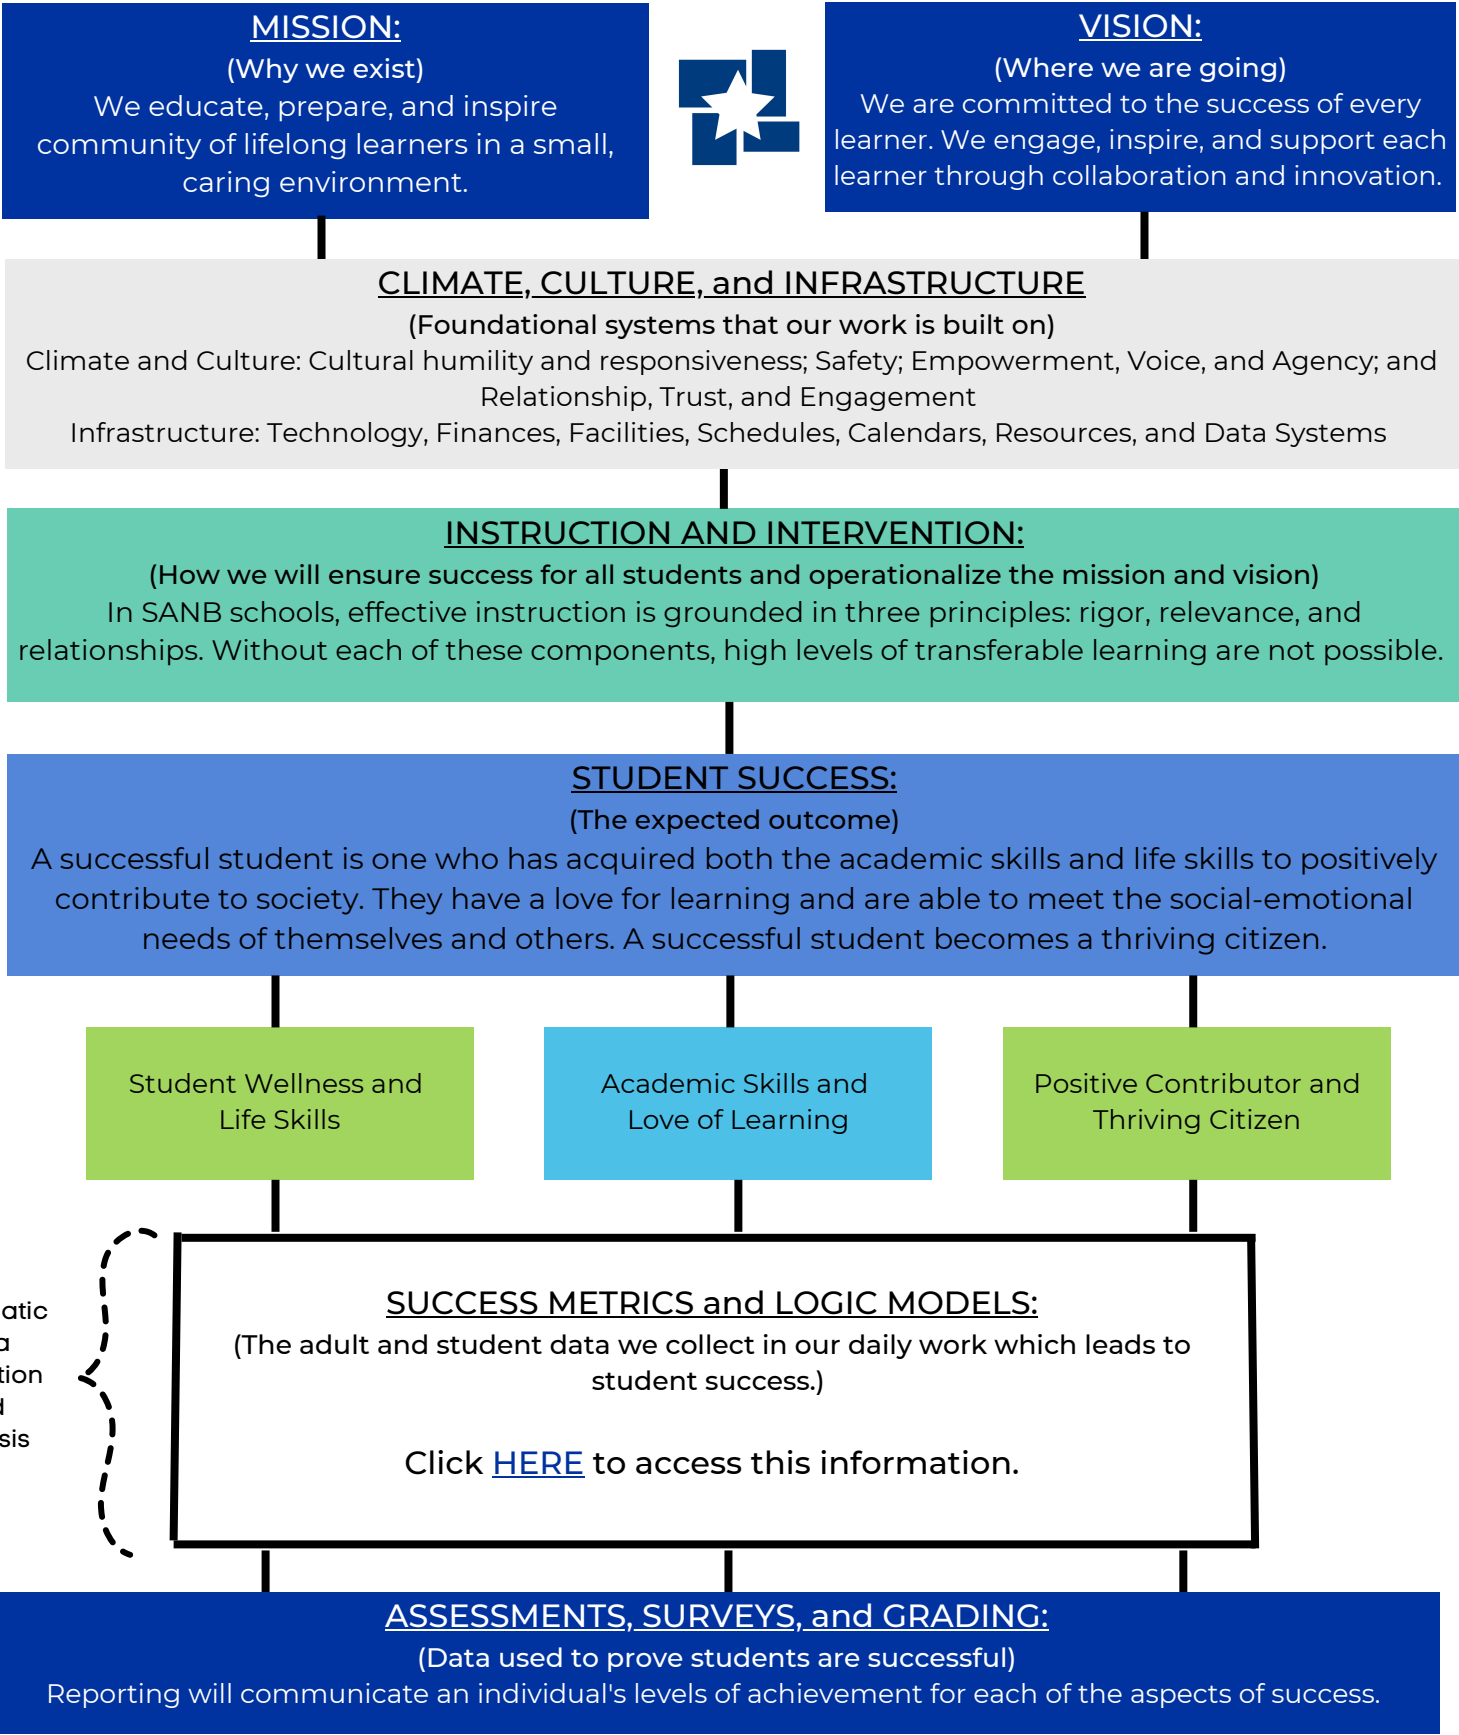 MISSION:
(Why we exist)
We educate, prepare, and inspire
community of lifelong learners in a small,
caring environment.
VISION:
(Where we are going)
We are committed to the success of every
learner. We engage, inspire, and support each
learner through collaboration and innovation.
CLIMATE, CULTURE, and INFRASTRUCTURE
(Foundational systems that our work is built on)
Climate and Culture: Cultural humility and responsiveness; Safety; Empowerment, Voice, and Agency; and
Relationship, Trust, and Engagement
Infrastructure: Technology, Finances, Facilities, Schedules, Calendars, Resources, and Data Systems
INSTRUCTION AND INTERVENTION:
(How we will ensure success for all students and operationalize the mission and vision)
In SANB schools, effective instruction is grounded in three principles: rigor, relevance, and
relationships. Without each of these components, high levels of transferable learning are not possible.
STUDENT SUCCESS:
(The expected outcome)
A successful student is one who has acquired both the academic skills and life skills to positively
contribute to society. They have a love for learning and are able to meet the social-emotional
needs of themselves and others. A successful student becomes a thriving citizen.
Student Wellness and
Life Skills
Academic Skills and
Love of Learning
Positive Contributor and
Thriving Citizen
SUCCESS METRICS and LOGIC MODELS:
(The adult and student data we collect in our daily work which leads to
student success.)
Click HERE to access this information.
ASSESSMENTS, SURVEYS, and GRADING:
(Data used to prove students are successful)
Reporting will communicate an individual's levels of achievement for each of the aspects of success.